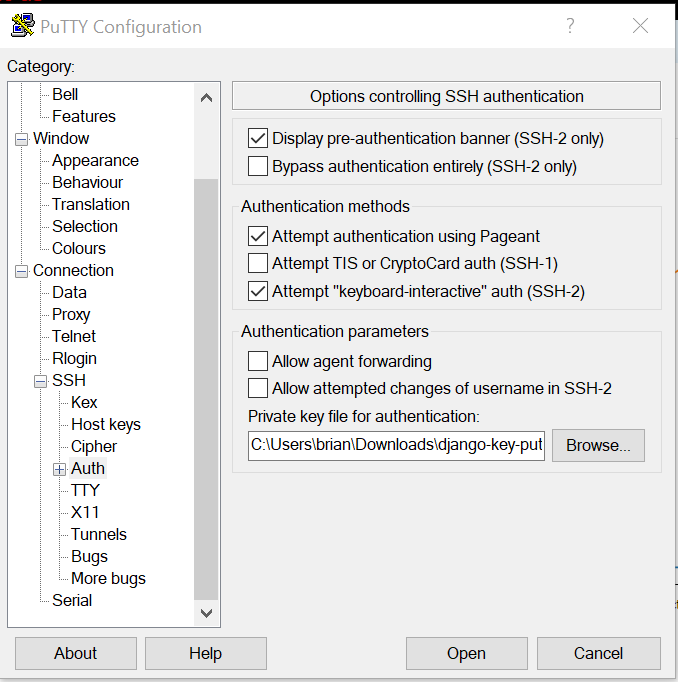 PuTTY Configuration
?
Category:
Bell
Features
Window
Appearance
Behaviour
Translation
Selection
Colours
Connection
Data
Proxy
Telnet
Rlogin
SSH
Kex
Host keys
Cipher
Auth
TTY
X11
Tunnels
Bugs
More bugs
Serial
Options controlling SSH authentication
Display pre-authentication banner (SSH-2 only)
Bypass authentication entirely (SSH-2 only)
Authentication methods
Attempt authentication using Pageant
Attempt TIS or CryptoCard auth (SSH-1)
Attempt "keyboard-interactive" auth (SSH-2)
Authentication parameters
Allow agent forwarding
Allow attempted changes of username in SSH-2
Private key file for authentication:
C:\Users\brian\Downloads\django-key-put
Browse...
About
Help
Open
Cancel